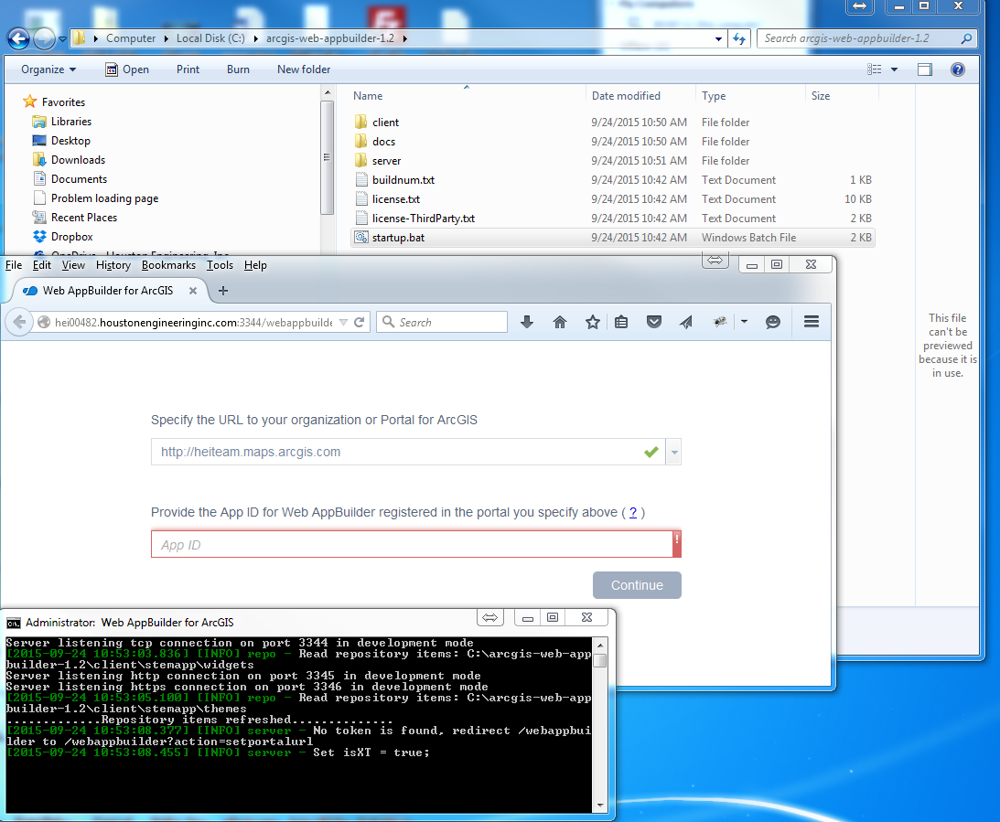 Computer Local Disk (C:) arcgis-web-appbuilder-1.2
Search arcgis-web-appbuilder-1.2
Organize Open Print Burn New folder
Favorites
Libraries
Desktop
Downloads
Documents
Problem loading page
Recent Places
Dropbox
OneDrive - Houston Engineering, Inc
Name Date modified Type Size
client 9/24/2015 10:50 AM File folder
docs 9/24/2015 10:50 AM File folder
server 9/24/2015 10:51 AM File folder
buildnum.txt 9/24/2015 10:42 AM Text Document 1 KB
license.txt 9/24/2015 10:42 AM Text Document 10 KB
license-ThirdParty.txt 9/24/2015 10:42 AM Text Document 2 KB
startup.bat 9/24/2015 10:42 AM Windows Batch File 2 KB
This file
can't be
previewed
because it is
in use.
File Edit View History Bookmarks Tools Help
Web AppBuilder for ArcGIS
hei00482.houstonengineeringinc.com:3344/webappbuilde
Search
Specify the URL to your organization or Portal for ArcGIS
http://heiteam.maps.arcgis.com
Provide the App ID for Web AppBuilder registered in the portal you specify above ( ? )
App ID
!
Continue
C:\.
Administrator: Web AppBuilder for ArcGIS
Server listening tcp connection on port 3344 in development mode
[2015-09-24 10:53:03.836] [INFO] repo - Read repository items: C:\arcgis-web-app
builder-1.2\client\stemapp\widgets
Server listening http connection on port 3345 in development mode
Server listening https connection on port 3346 in development mode
[2015-09-24 10:53:05.100] [INFO] repo - Read repository items: C:\arcgis-web-app
builder-1.2\client\stemapp\themes
.............Repository items refreshed..............
[2015-09-24 10:53:08.377] [INFO] server - No token is found, redirect /webappbui
lder to /webappbuilder?action=setportalurl
[2015-09-24 10:53:08.455] [INFO] server - Set isXT = true;